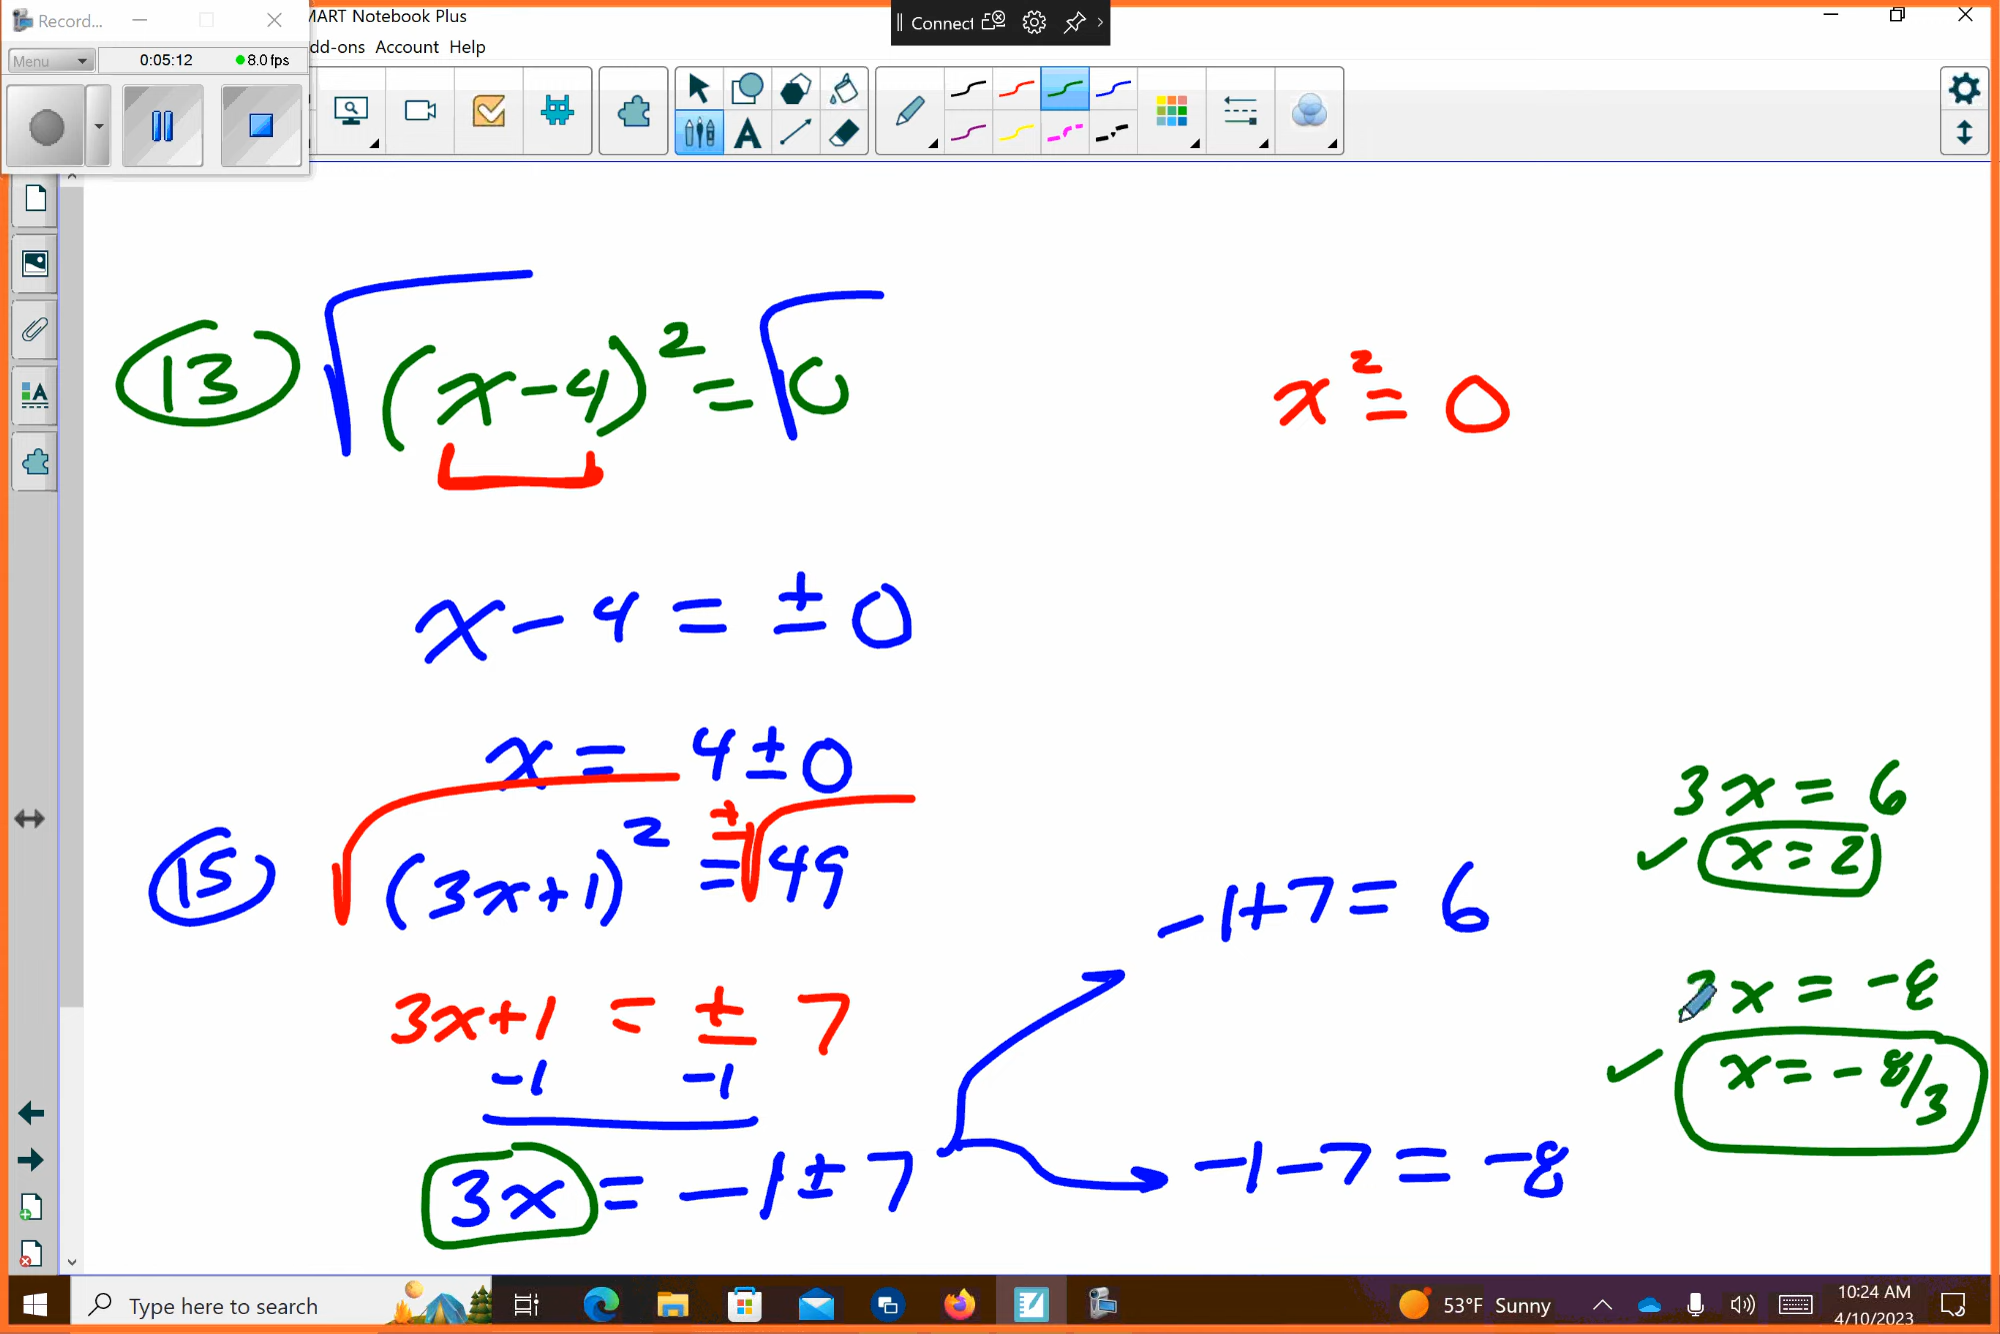 Record...
MART Notebook Plus
Connect
dd-ons Account Help
Menu 0:05:12 8.0 fps
A
A
13 √(x-4)² = √0
x² = 0
x - 4 = ± 0
x = 4 ± 0
15 √(3x+1)² = ±√49
3x+1 = ± 7
-1 -1
3x = -1 ± 7
-1+7 = 6
-1-7 = -8
3x = 6
✓ x = 2
3x = -8
✓ x = -8/3
Type here to search
53°F Sunny
10:24 AM
4/10/2023